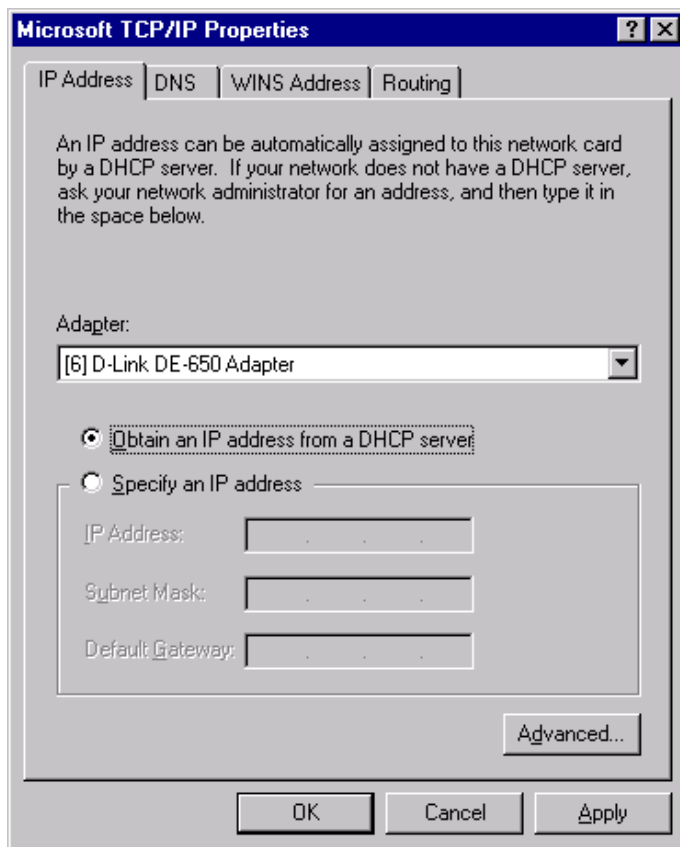 Microsoft TCP/IP Properties
IP Address DNS WINS Address Routing
An IP address can be automatically assigned to this network card
by a DHCP server.  If your network does not have a DHCP server,
ask your network administrator for an address, and then type it in
the space below.
Adapter:
[6] D-Link DE-650 Adapter
Obtain an IP address from a DHCP server
Specify an IP address
IP Address:
Subnet Mask:
Default Gateway:
Advanced...
OK Cancel Apply